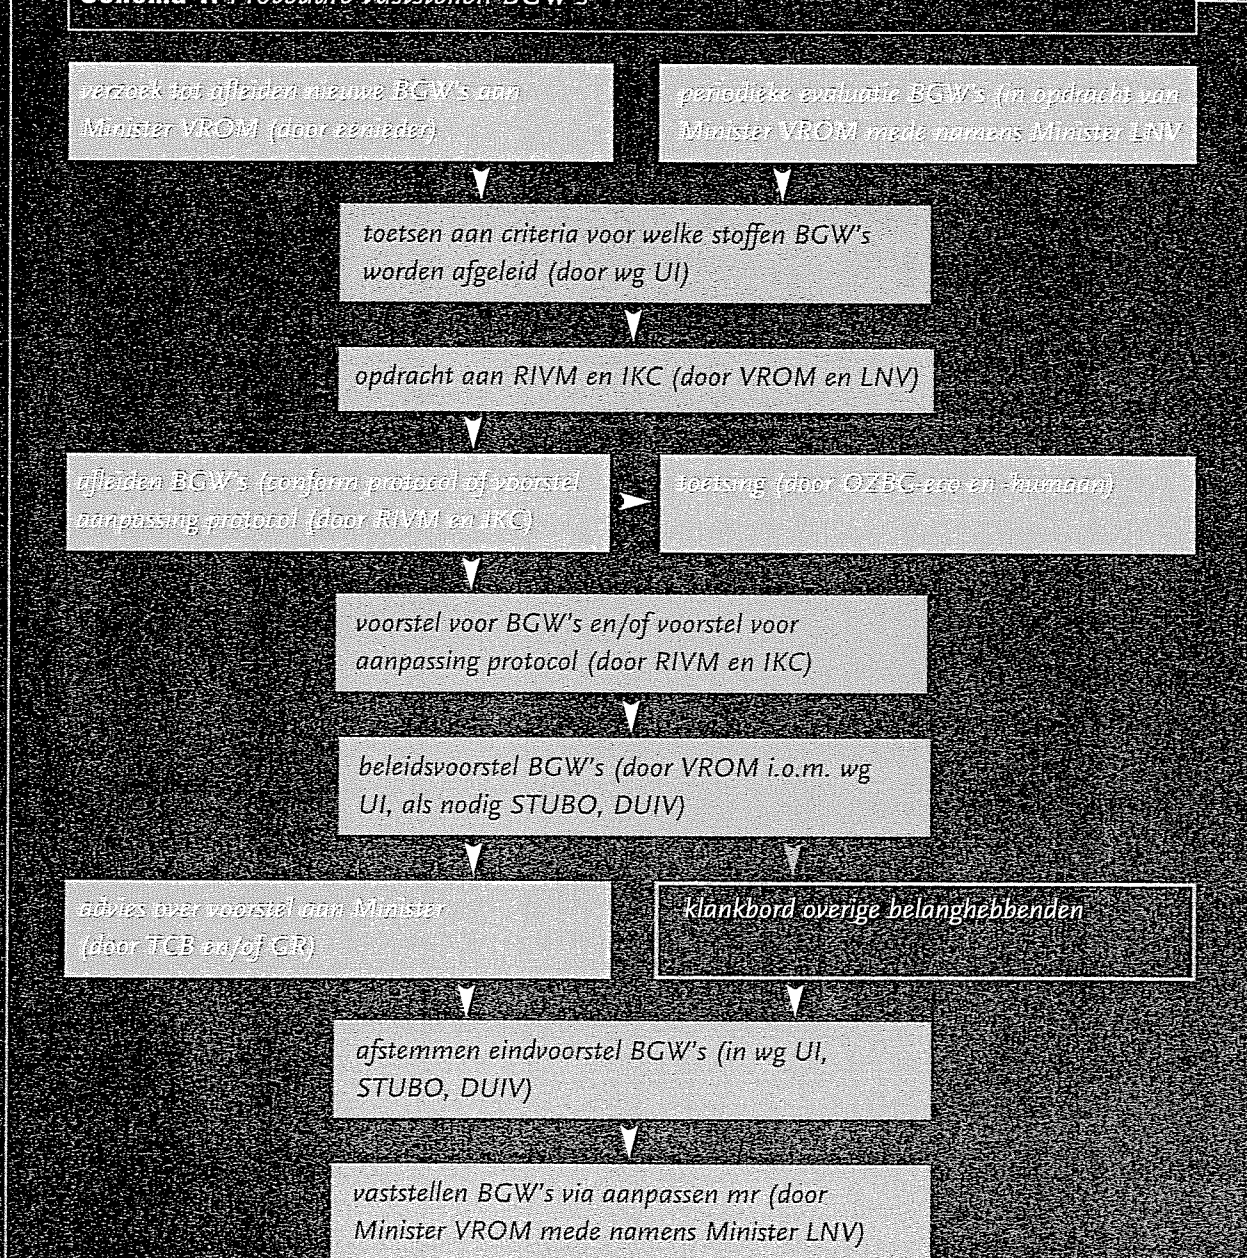 Procedure vaststellen BGW's
verzoek tot afleiden nieuwe BGW's aan
Minister VROM (door eenieder)
periodieke evaluatie BGW's (in opdracht van
Minister VROM mede namens Minister LNV
toetsen aan criteria voor welke stoffen BGW's
worden afgeleid (door wg UI)
opdracht aan RIVM en IKC (door VROM en LNV)
afleiden BGW's (conform protocol of voorstel
aanpassing protocol (door RIVM en IKC)
toetsing (door OZBG-eco en -humaan)
voorstel voor BGW's en/of voorstel voor
aanpassing protocol (door RIVM en IKC)
beleidsvoorstel BGW's (door VROM i.o.m. wg
UI, als nodig STUBO, DUIV)
advies over voorstel aan Minister
(door TCB en/of GR)
klankbord overige belanghebbenden
afstemmen eindvoorstel BGW's (in wg UI,
STUBO, DUIV)
vaststellen BGW's via aanpassen mr (door
Minister VROM mede namens Minister LNV)